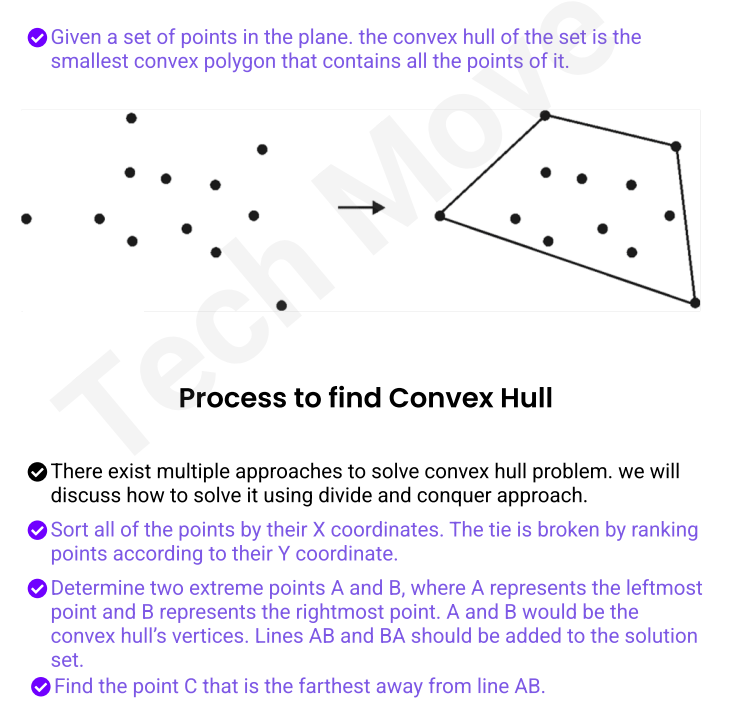 Given a set of points in the plane. the convex hull of the set is the
smallest convex polygon that contains all the points of it.
Tech Move
Process to find Convex Hull
There exist multiple approaches to solve convex hull problem. we will
discuss how to solve it using divide and conquer approach.
Sort all of the points by their X coordinates. The tie is broken by ranking
points according to their Y coordinate.
Determine two extreme points A and B, where A represents the leftmost
point and B represents the rightmost point. A and B would be the
convex hull’s vertices. Lines AB and BA should be added to the solution
set.
Find the point C that is the farthest away from line AB.